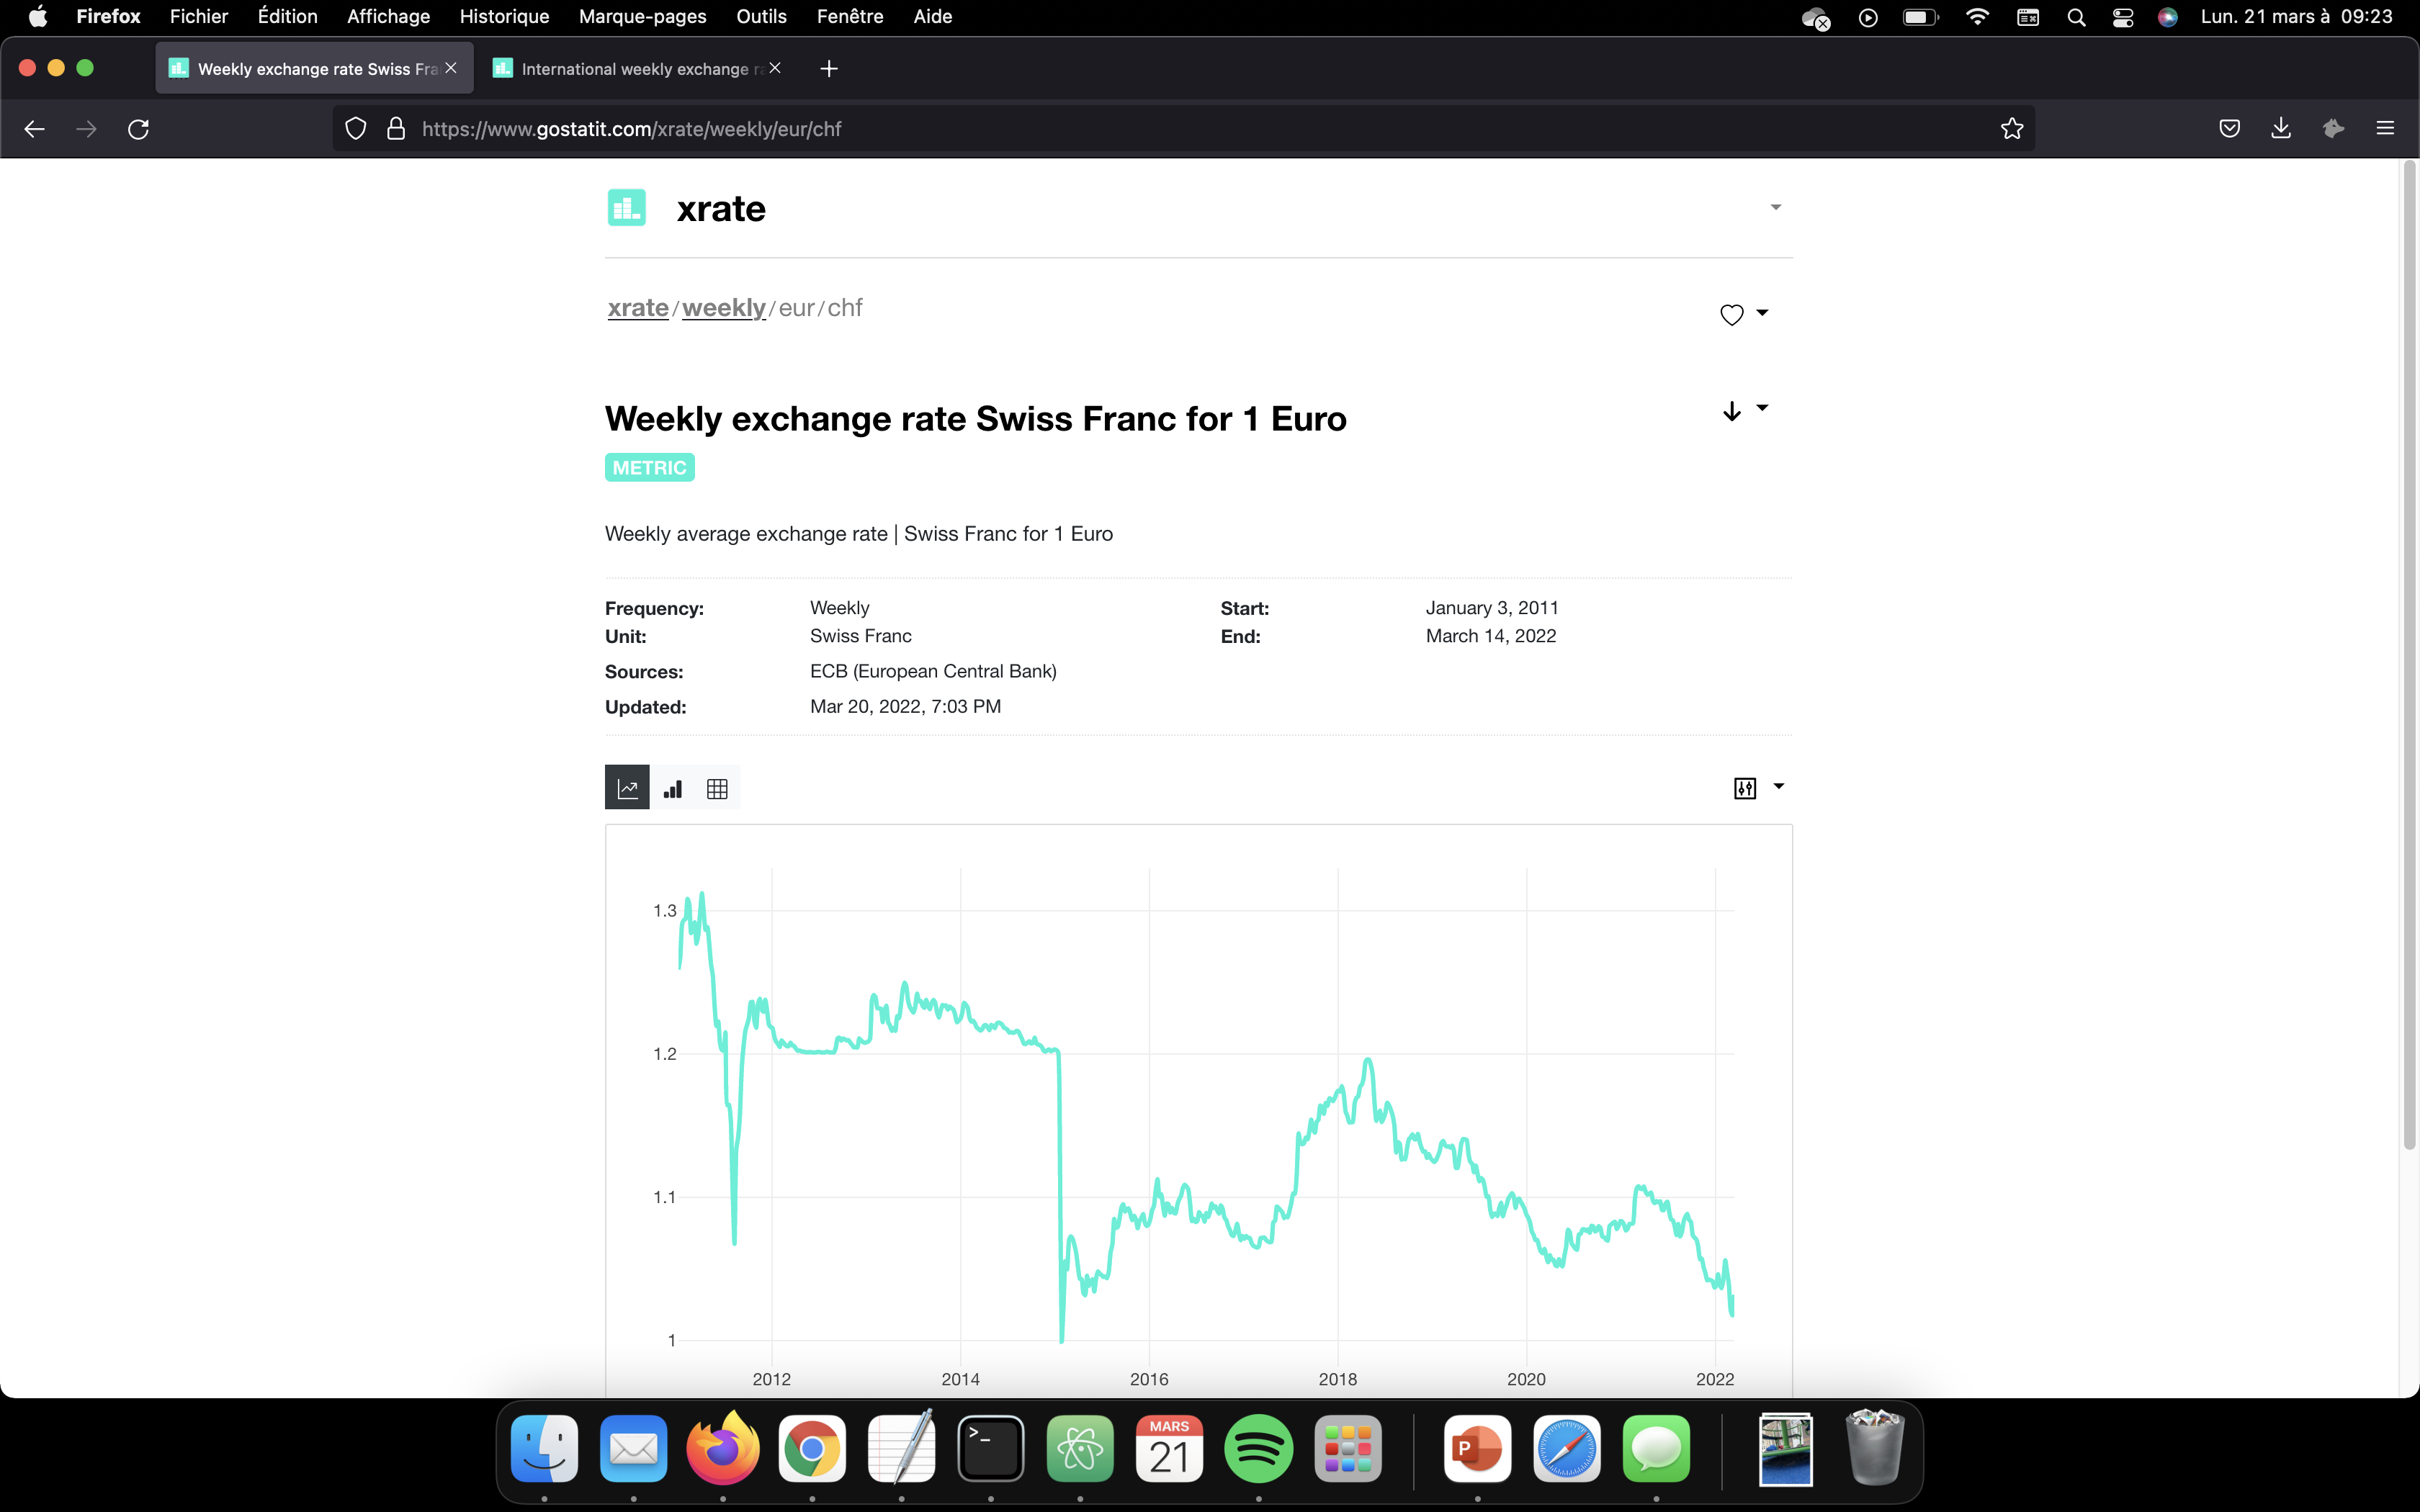 Firefox Fichier Édition Affichage Historique Marque-pages Outils Fenêtre Aide Lun. 21 mars à 09:23
Weekly exchange rate Swiss Fra International weekly exchange ra
https://www.gostatit.com/xrate/weekly/eur/chf
xrate
xrate/weekly/eur/chf
Weekly exchange rate Swiss Franc for 1 Euro
METRIC
Weekly average exchange rate | Swiss Franc for 1 Euro
Frequency: Weekly Start: January 3, 2011
Unit: Swiss Franc End: March 14, 2022
Sources: ECB (European Central Bank)
Updated: Mar 20, 2022, 7:03 PM
1.3
1.2
1.1
1
2012 2014 2016 2018 2020 2022
MARS
21
>_
P